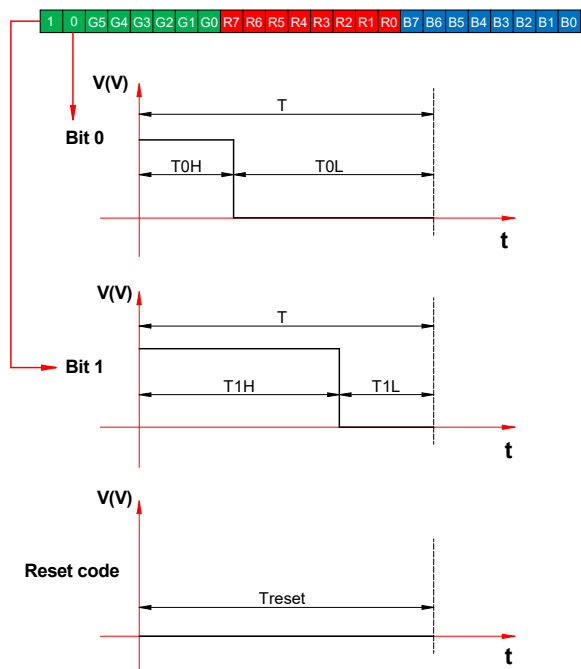 1 0 G5 G4 G3 G2 G1 G0 R7 R6 R5 R4 R3 R2 R1 R0 B7 B6 B5 B4 B3 B2 B1 B0
V(V)
T
Bit 0
T0H T0L
t
V(V)
T
Bit 1
T1H T1L
t
V(V)
Reset code
Treset
t